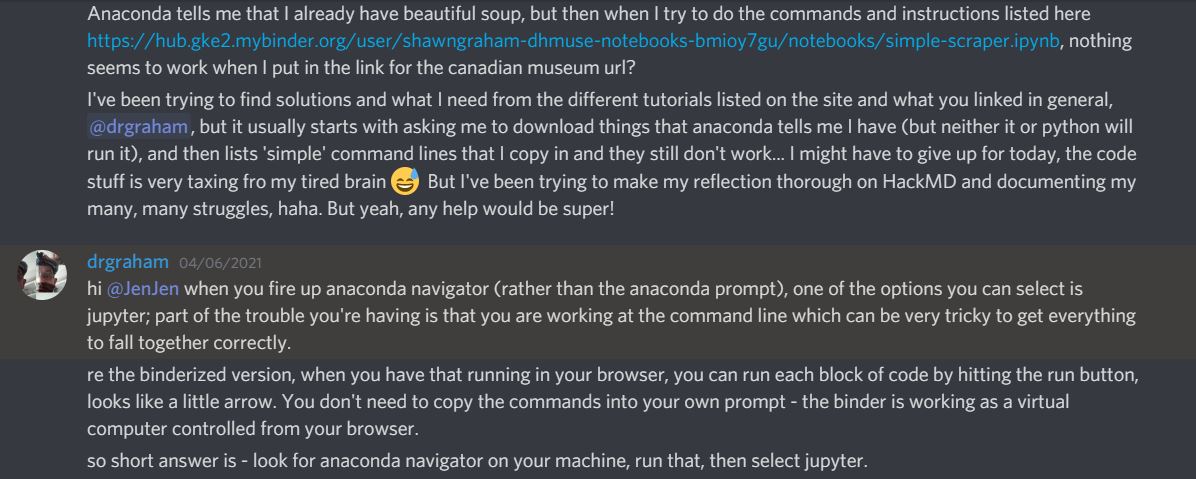 Anaconda tells me that I already have beautiful soup, but then when I try to do the commands and instructions listed here
https://hub.gke2.mybinder.org/user/shawngraham-dhmuse-notebooks-bmioy7gu/notebooks/simple-scraper.ipynb, nothing
seems to work when I put in the link for the canadian museum url?
I've been trying to find solutions and what I need from the different tutorials listed on the site and what you linked in general,
@drgraham, but it usually starts with asking me to download things that anaconda tells me I have (but neither it or python will
run it), and then lists 'simple' command lines that I copy in and they still don't work... I might have to give up for today, the code
stuff is very taxing fro my tired brain 😅 But I've been trying to make my reflection thorough on HackMD and documenting my
many, many struggles, haha. But yeah, any help would be super!
drgraham 04/06/2021
hi @JenJen when you fire up anaconda navigator (rather than the anaconda prompt), one of the options you can select is
jupyter; part of the trouble you're having is that you are working at the command line which can be very tricky to get everything
to fall together correctly.
re the binderized version, when you have that running in your browser, you can run each block of code by hitting the run button,
looks like a little arrow. You don't need to copy the commands into your own prompt - the binder is working as a virtual
computer controlled from your browser.
so short answer is - look for anaconda navigator on your machine, run that, then select jupyter.